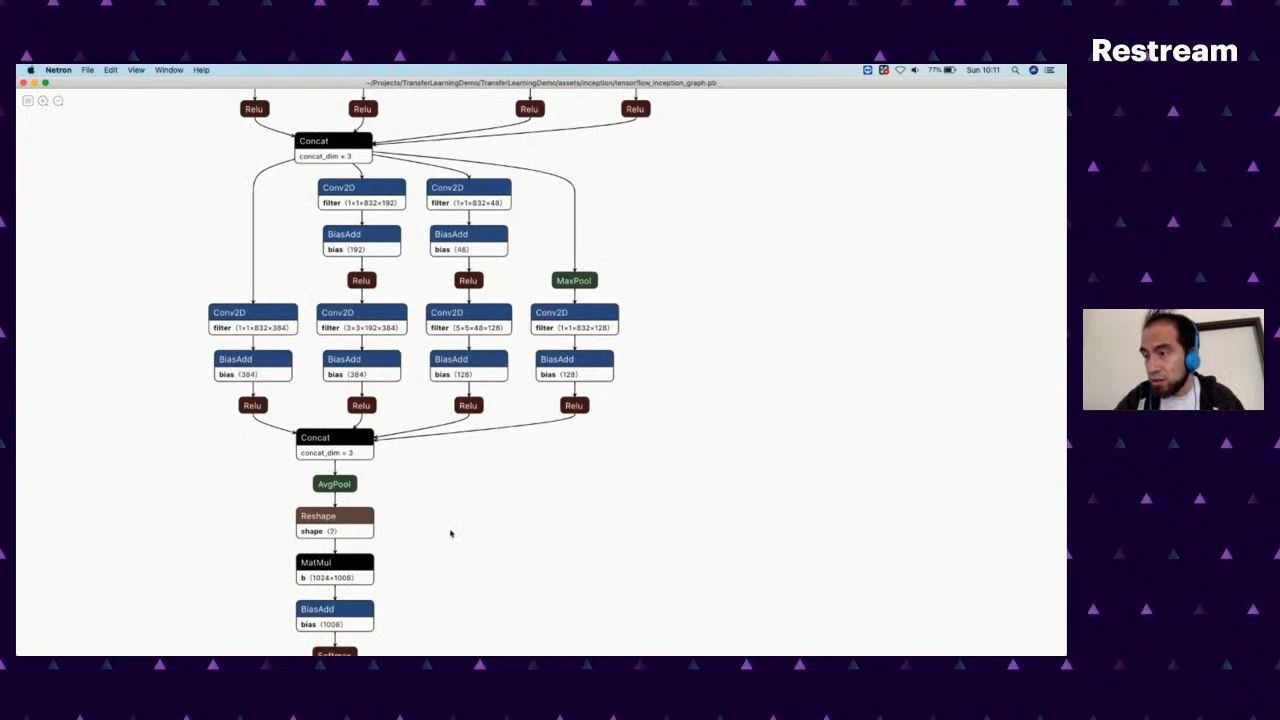 Restream
Netron File Edit View Window Help
77% Sun 10:11
~/Projects/TransferLearningDemo/TransferLearningDemo/assets/inception/tensorflow_inception_graph.pb
Relu Relu Relu Relu
Concat
concat_dim = 3
Conv2D Conv2D
filter ⟨1×1×832×192⟩ filter ⟨1×1×832×48⟩
BiasAdd BiasAdd
bias ⟨192⟩ bias ⟨48⟩
Relu Relu MaxPool
Conv2D Conv2D Conv2D Conv2D
filter ⟨1×1×832×384⟩ filter ⟨3×3×192×384⟩ filter ⟨5×5×48×128⟩ filter ⟨1×1×832×128⟩
BiasAdd BiasAdd BiasAdd BiasAdd
bias ⟨384⟩ bias ⟨384⟩ bias ⟨128⟩ bias ⟨128⟩
Relu Relu Relu Relu
Concat
concat_dim = 3
AvgPool
Reshape
shape ⟨2⟩
MatMul
b ⟨1024×1008⟩
BiasAdd
bias ⟨1008⟩
Softmax